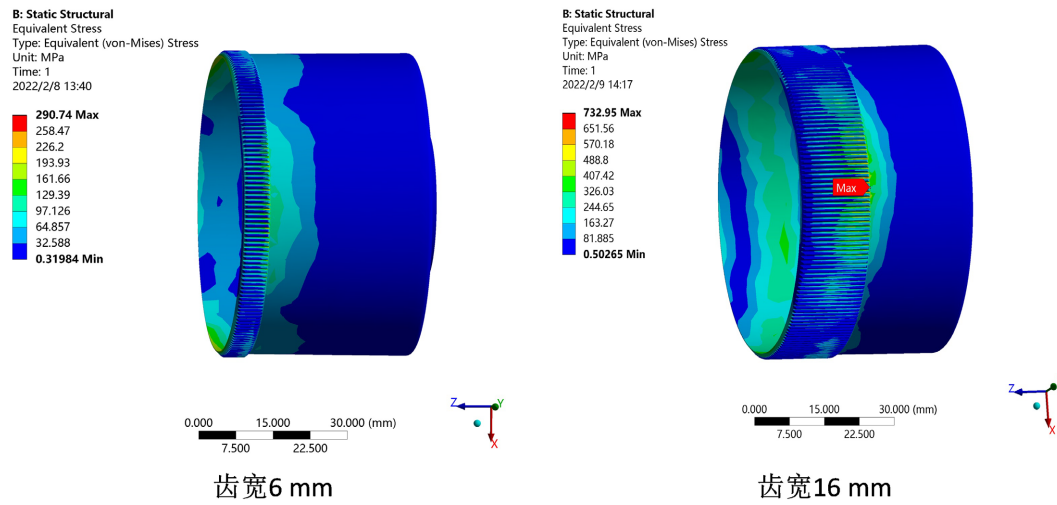 B: Static Structural
Equivalent Stress
Type: Equivalent (von-Mises) Stress
Unit: MPa
Time: 1
2022/2/8 13:40
290.74 Max
258.47
226.2
193.93
161.66
129.39
97.126
64.857
32.588
0.31984 Min
Z
Y
X
0.000
15.000
30.000 (mm)
7.500
22.500
齿宽6 mm
B: Static Structural
Equivalent Stress
Type: Equivalent (von-Mises) Stress
Unit: MPa
Time: 1
2022/2/9 14:17
732.95 Max
651.56
570.18
488.8
407.42
326.03
244.65
163.27
81.885
0.50265 Min
Max
Z
X
0.000
15.000
30.000 (mm)
7.500
22.500
齿宽16 mm